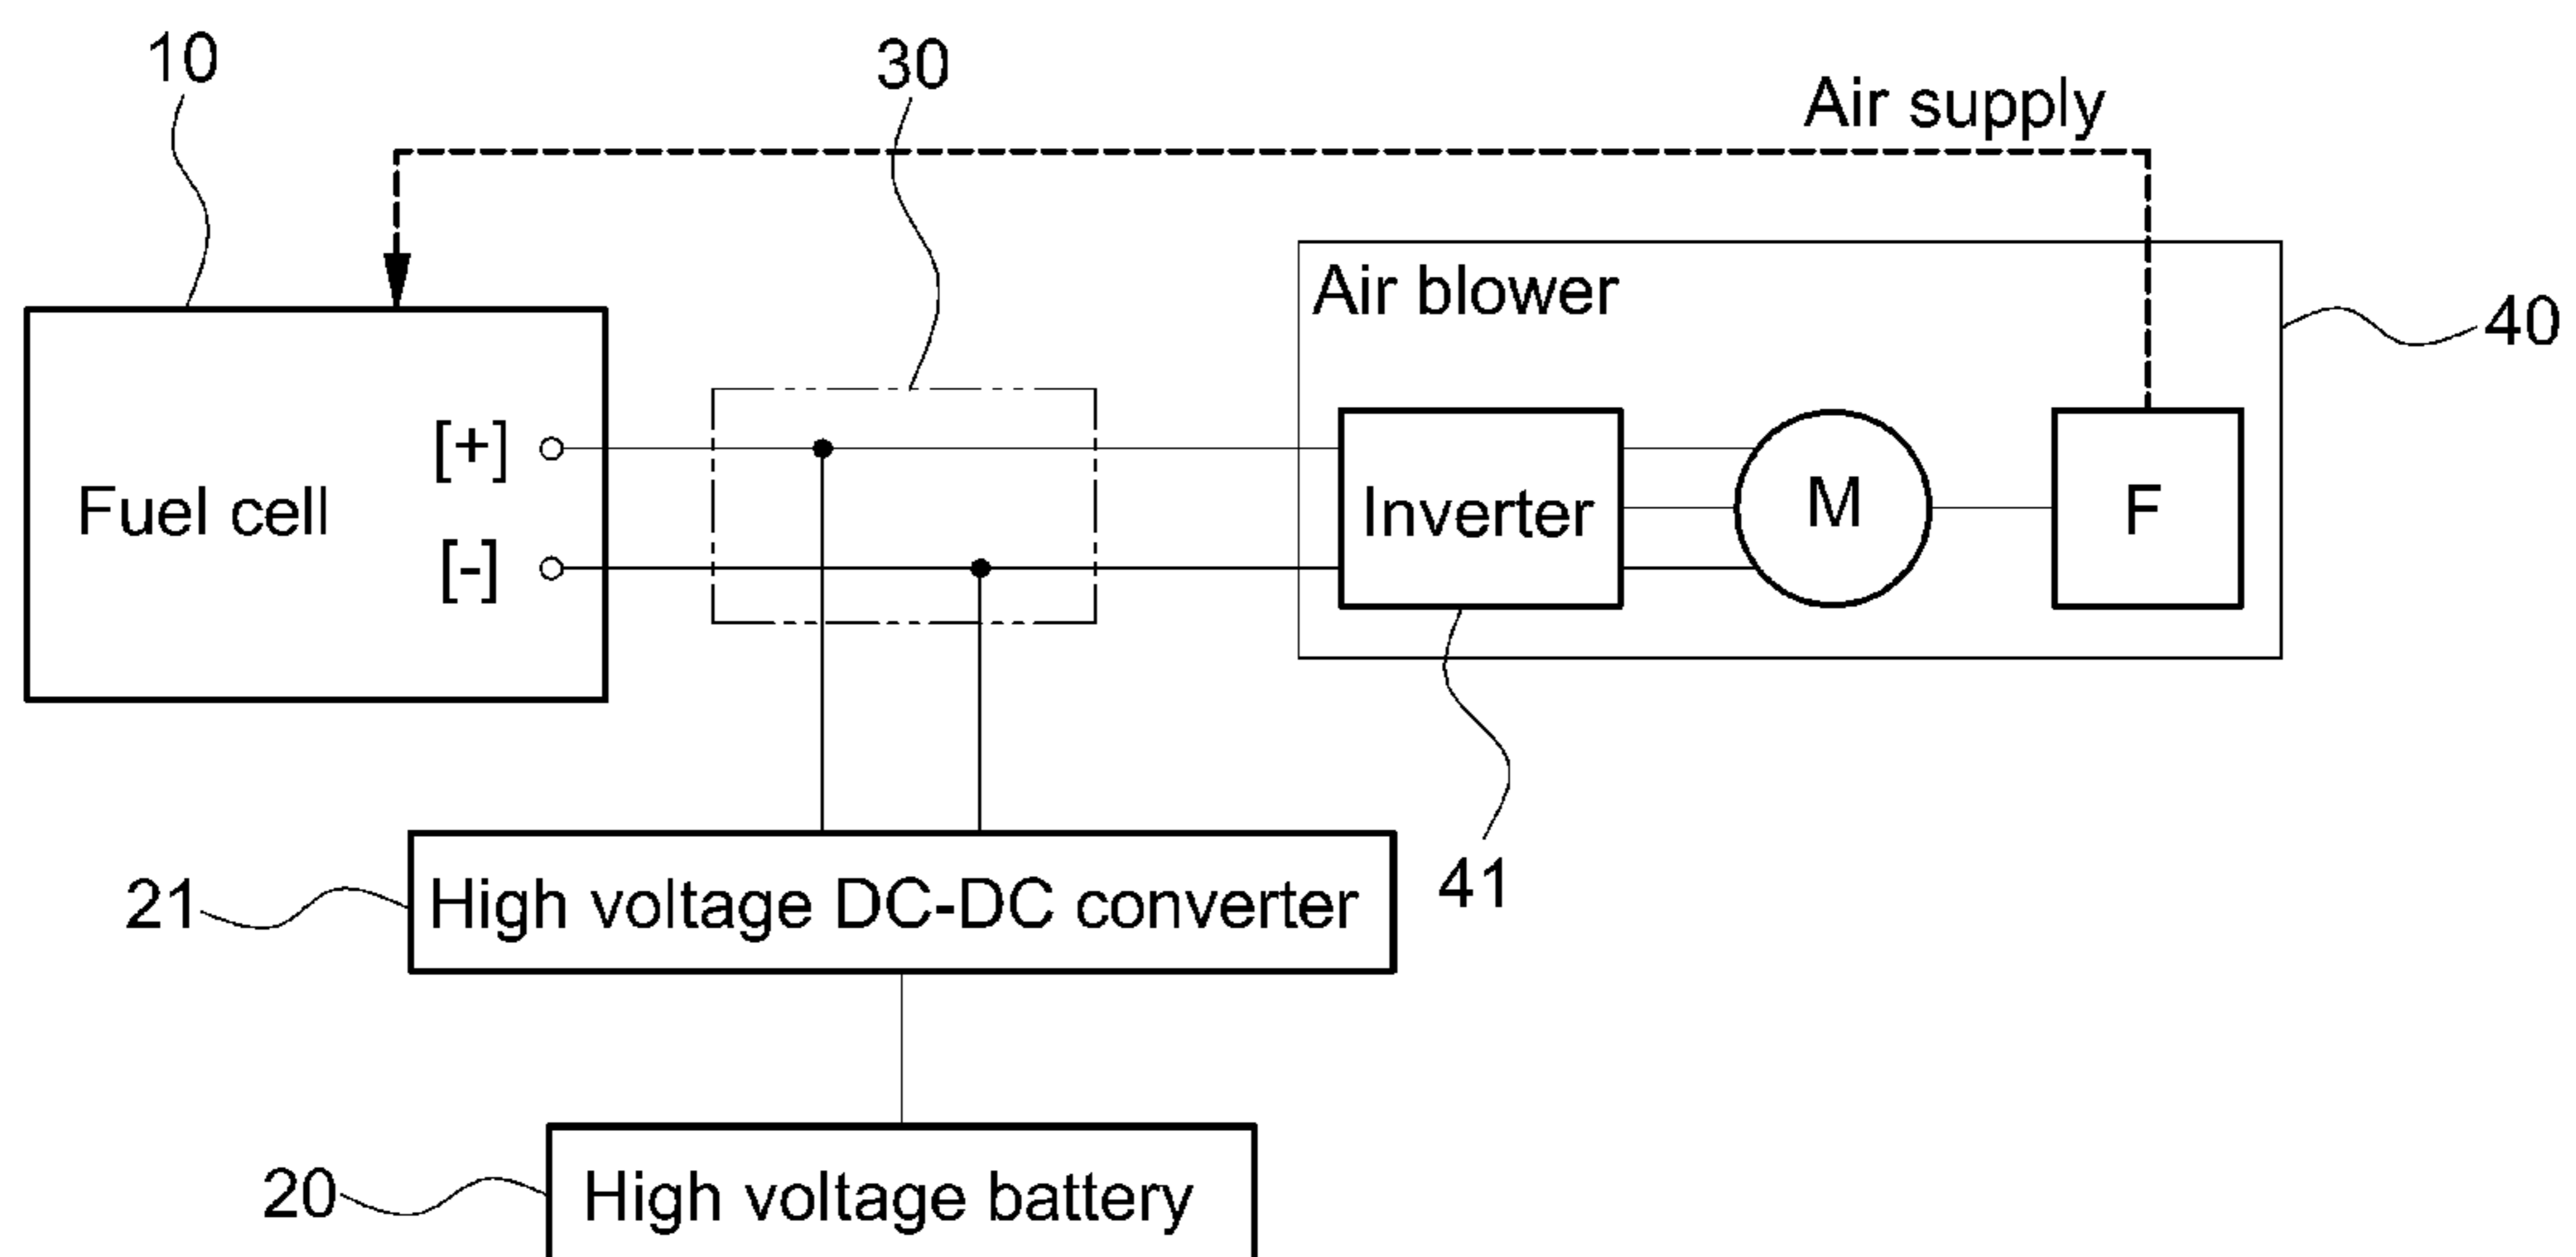 10
30
Air supply
Air blower
40
[+]
Fuel cell
Inverter
M
F
[-]
21
High voltage DC-DC converter
41
20
High voltage battery